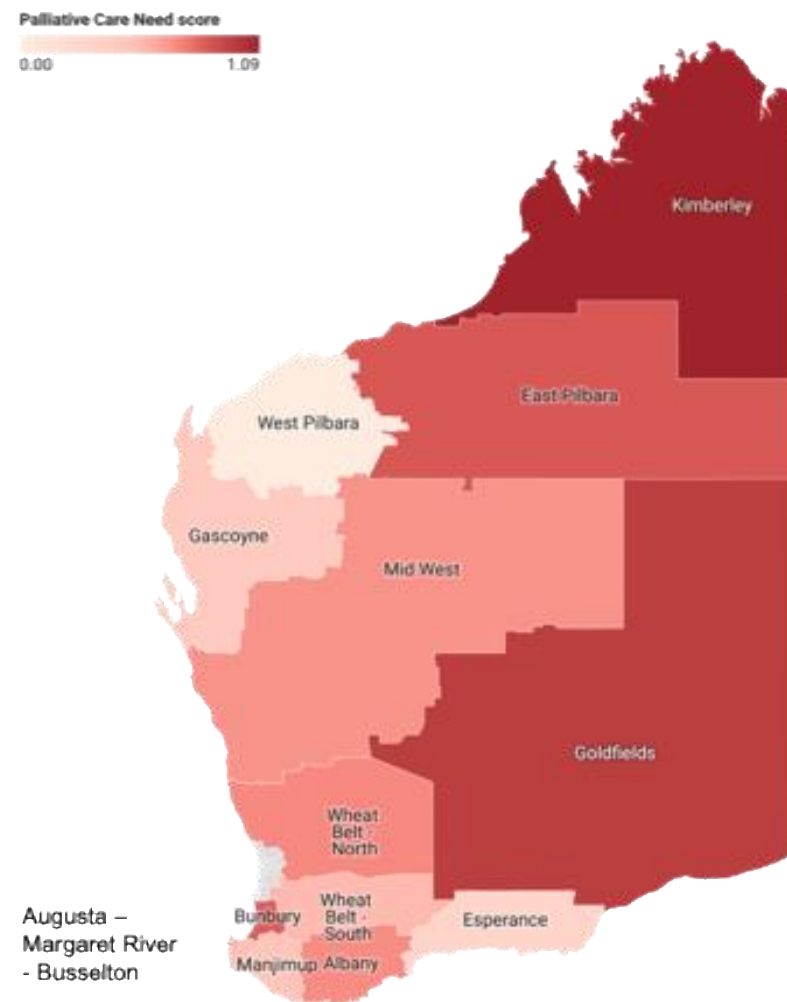 Palliative Care Need score
0.00 1.09
Kimberley
East Pilbara
West Pilbara
Gascoyne
Mid West
Goldfields
Wheat
Belt -
North
Wheat
Belt -
South
Bunbury
Esperance
Augusta –
Margaret River
- Busselton
Manjimup
Albany